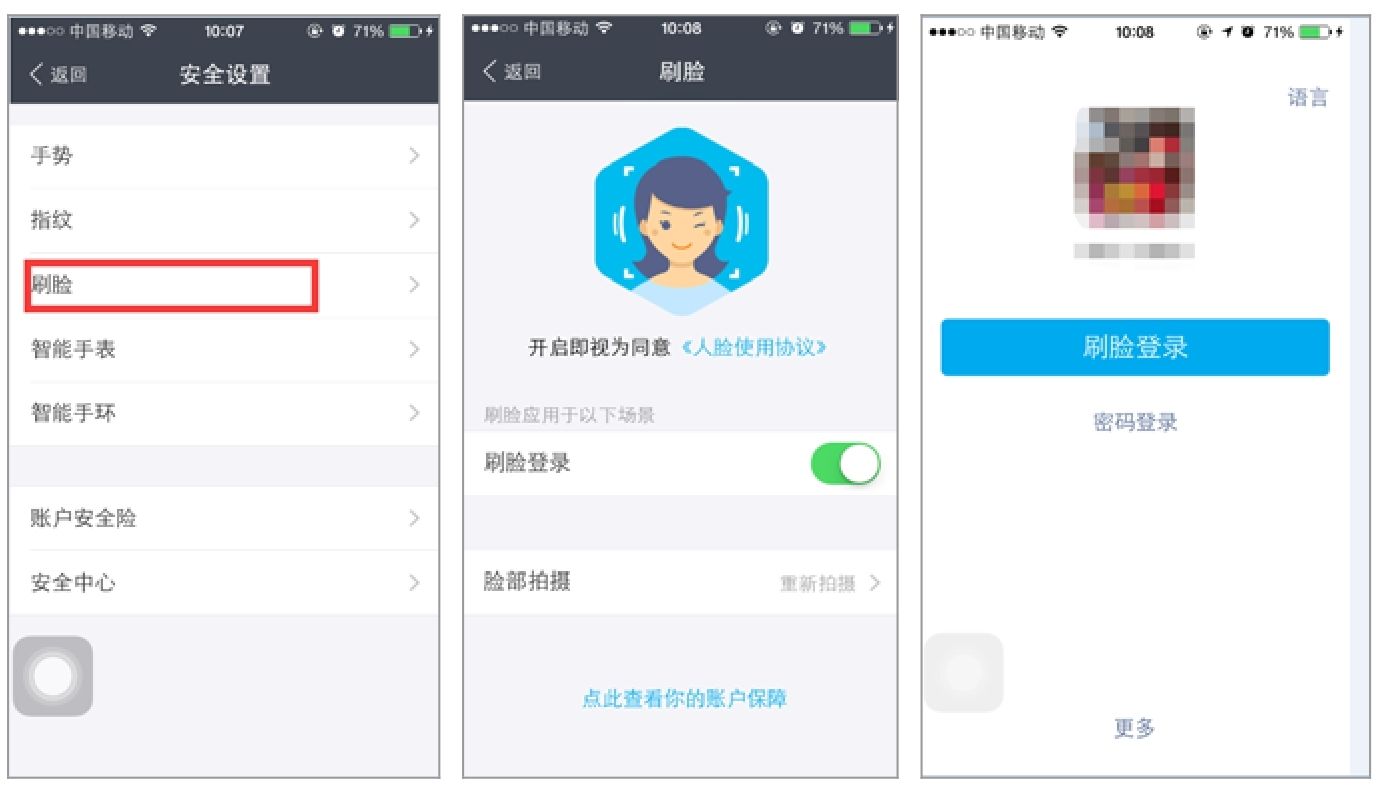 中国移动 10:07 71%
返回 安全设置
手势
指纹
刷脸
智能手表
智能手环
账户安全险
安全中心
中国移动 10:08 71%
返回 刷脸
开启即视为同意《人脸使用协议》
刷脸应用于以下场景
刷脸登录
脸部拍摄 重新拍摄
点此查看你的账户保障
中国移动 10:08 71%
语言
刷脸登录
密码登录
更多